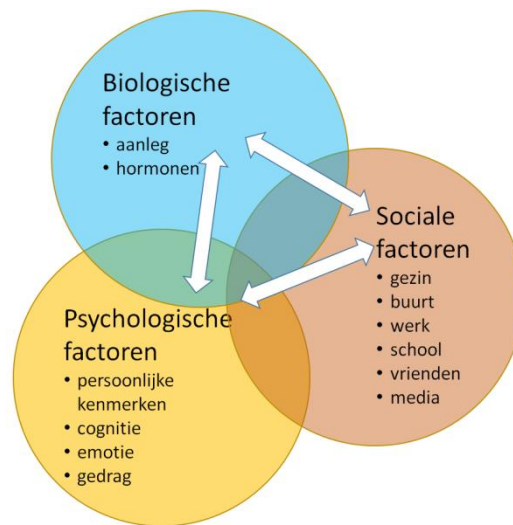 Biologische
factoren
• aanleg
• hormonen
Sociale
factoren
• gezin
• buurt
• werk
• school
• vrienden
• media
Psychologische
factoren
• persoonlijke
kenmerken
• cognitie
• emotie
• gedrag